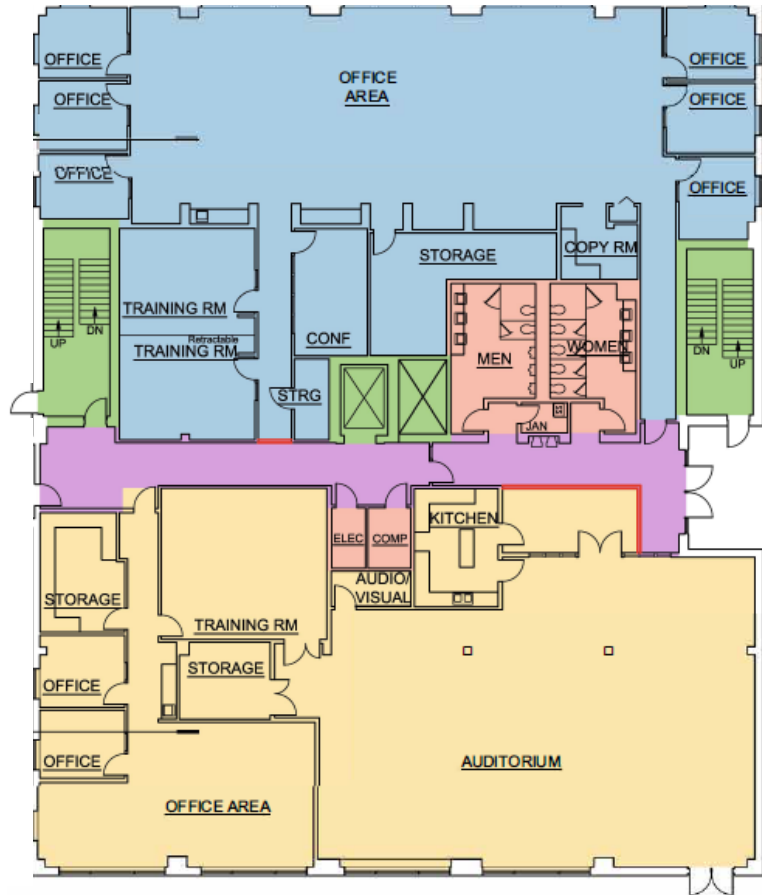 OFFICE
OFFICE
OFFICE
AREA
OFFICE
OFFICE
OFFICE
OFFICE
STORAGE
COPY RM
TRAINING RM
Retractable
TRAINING RM
CONF
MEN
WOMEN
UP
DN
DN
UP
STRG
JAN
ELEC
COMP
KITCHEN
AUDIO/
VISUAL
STORAGE
TRAINING RM
STORAGE
OFFICE
OFFICE
OFFICE AREA
AUDITORIUM